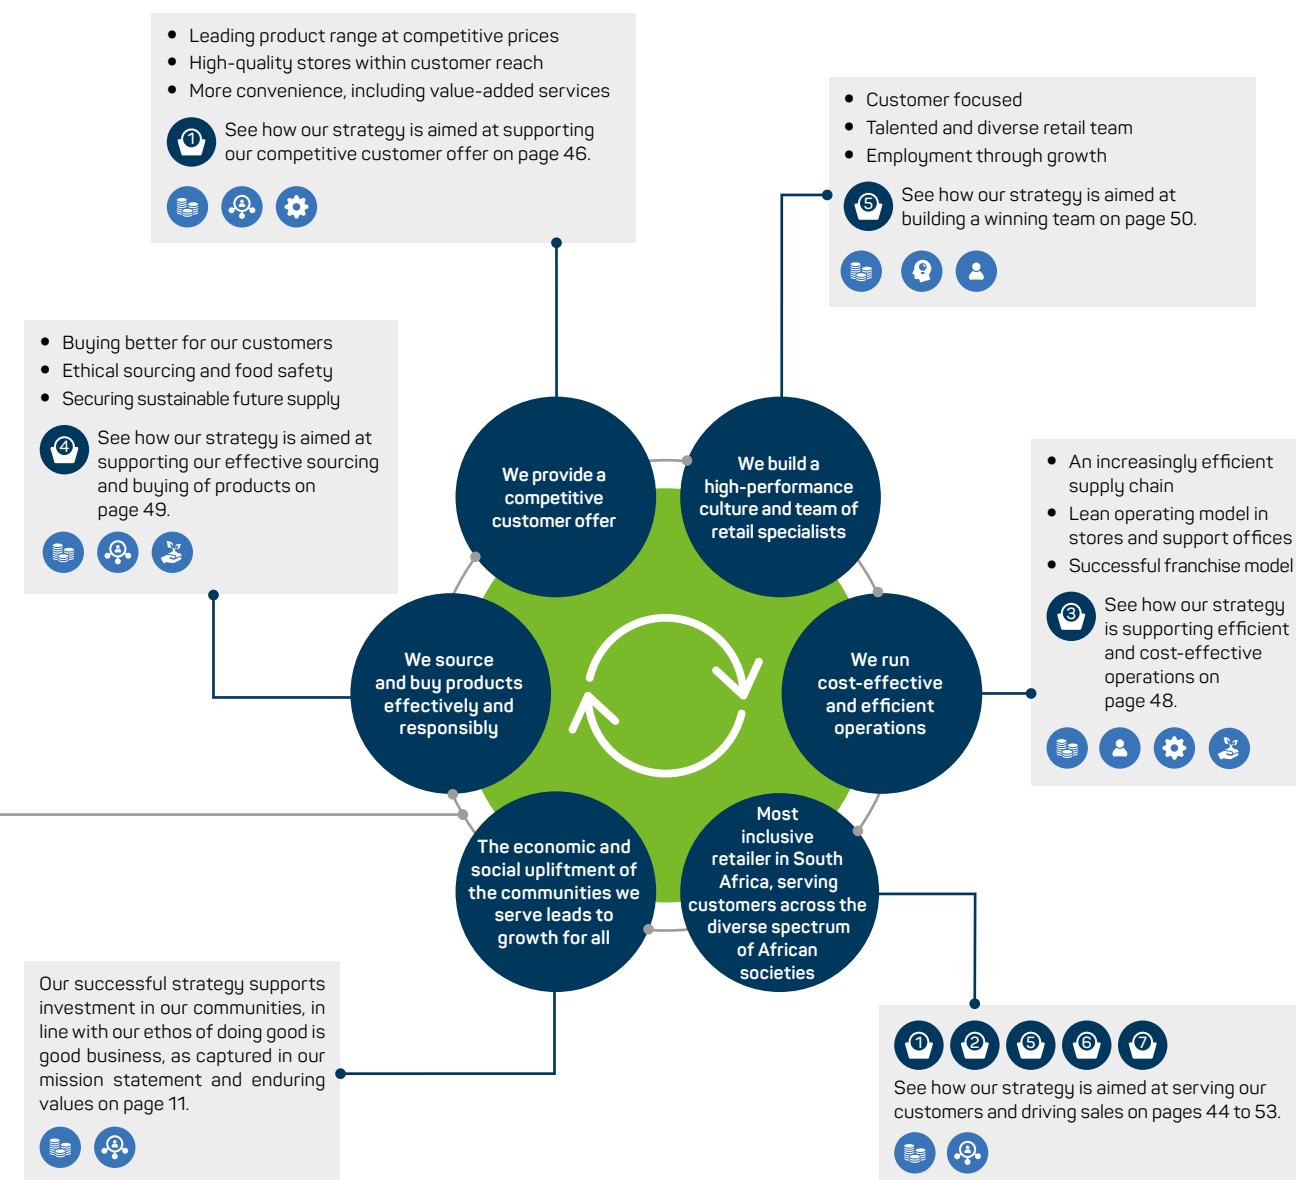 Leading product range at competitive prices
High-quality stores within customer reach
More convenience, including value-added services
1
See how our strategy is aimed at supporting
our competitive customer offer on page 46.
Customer focused
Talented and diverse retail team
Employment through growth
5
See how our strategy is aimed at
building a winning team on page 50.
Buying better for our customers
Ethical sourcing and food safety
Securing sustainable future supply
4
See how our strategy is aimed at
supporting our effective sourcing
and buying of products on
page 49.
We provide a
competitive
customer offer
We build a
high-performance
culture and team of
retail specialists
An increasingly efficient
supply chain
Lean operating model in
stores and support offices
Successful franchise model
3
See how our strategy
is supporting efficient
and cost-effective
operations on
page 48.
We source
and buy products
effectively and
responsibly
We run
cost-effective
and efficient
operations
The economic and
social upliftment of
the communities we
serve leads to
growth for all
Most
inclusive
retailer in South
Africa, serving
customers across the
diverse spectrum
of African
societies
Our successful strategy supports
investment in our communities, in
line with our ethos of doing good is
good business, as captured in our
mission statement and enduring
values on page 11.
1 2 5 6 7
See how our strategy is aimed at serving our
customers and driving sales on pages 44 to 53.